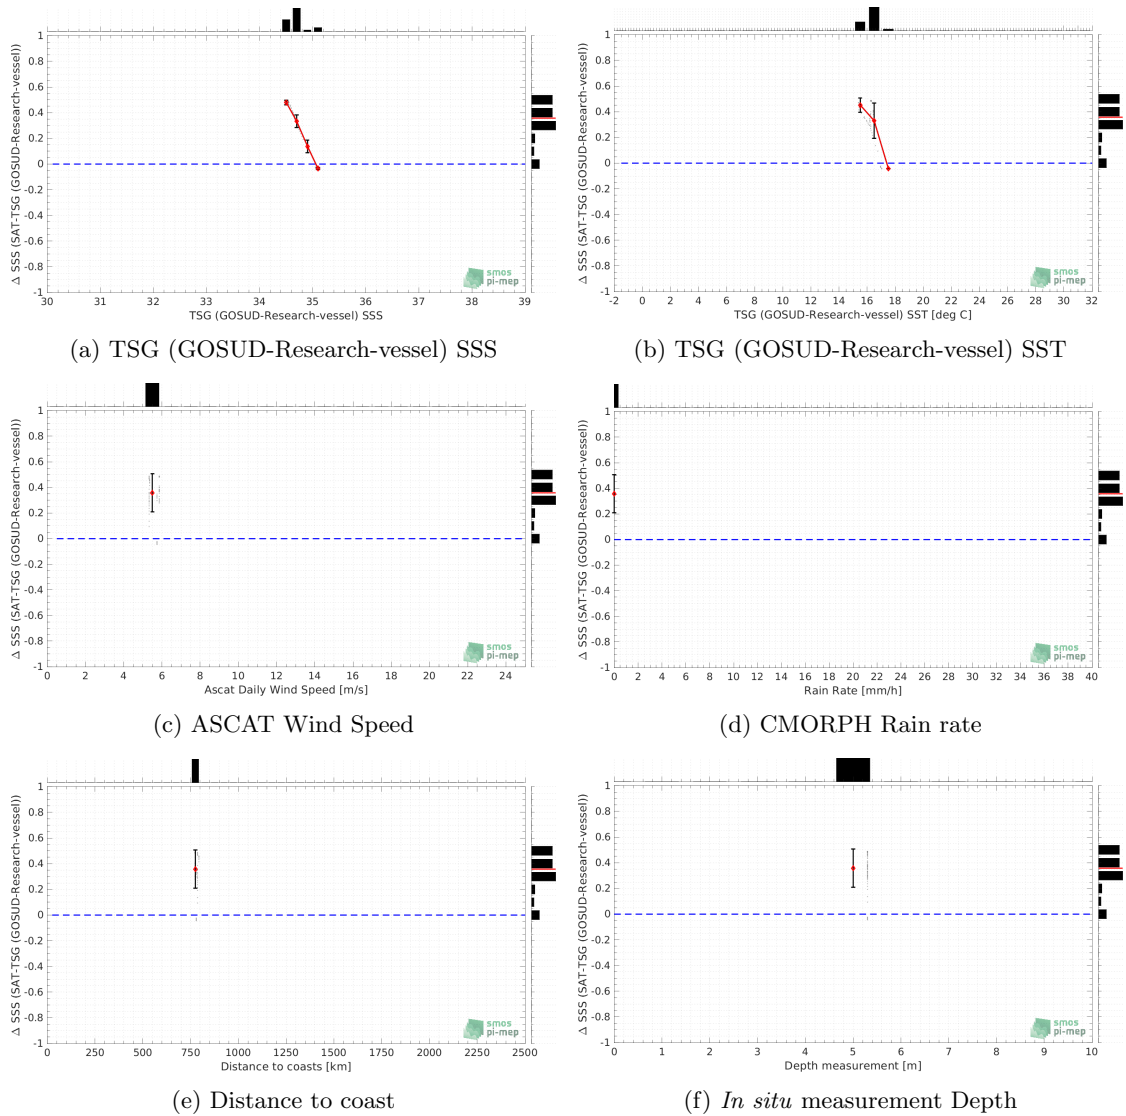 Δ SSS (SAT-TSG (GOSUD-Research-vessel))
1
0.8
0.6
0.4
0.2
0
-0.2
-0.4
-0.6
-0.8
-1
30 31 32 33 34 35 36 37 38 39
TSG (GOSUD-Research-vessel) SSS
smos
pi-mep
(a) TSG (GOSUD-Research-vessel) SSS
Δ SSS (SAT-TSG (GOSUD-Research-vessel))
1
0.8
0.6
0.4
0.2
0
-0.2
-0.4
-0.6
-0.8
-1
-2 0 2 4 6 8 10 12 14 16 18 20 22 24 26 28 30 32
TSG (GOSUD-Research-vessel) SST [deg C]
smos
pi-mep
(b) TSG (GOSUD-Research-vessel) SST
Δ SSS (SAT-TSG (GOSUD-Research-vessel))
1
0.8
0.6
0.4
0.2
0
-0.2
-0.4
-0.6
-0.8
-1
0 2 4 6 8 10 12 14 16 18 20 22 24
Ascat Daily Wind Speed [m/s]
smos
pi-mep
(c) ASCAT Wind Speed
Δ SSS (SAT-TSG (GOSUD-Research-vessel))
1
0.8
0.6
0.4
0.2
0
-0.2
-0.4
-0.6
-0.8
-1
0 2 4 6 8 10 12 14 16 18 20 22 24 26 28 30 32 34 36 38 40
Rain Rate [mm/h]
smos
pi-mep
(d) CMORPH Rain rate
Δ SSS (SAT-TSG (GOSUD-Research-vessel))
1
0.8
0.6
0.4
0.2
0
-0.2
-0.4
-0.6
-0.8
-1
0 250 500 750 1000 1250 1500 1750 2000 2250 2500
Distance to coasts [km]
smos
pi-mep
(e) Distance to coast
Δ SSS (SAT-TSG (GOSUD-Research-vessel))
1
0.8
0.6
0.4
0.2
0
-0.2
-0.4
-0.6
-0.8
-1
0 1 2 3 4 5 6 7 8 9 10
Depth measurement [m]
smos
pi-mep
(f) In situ measurement Depth